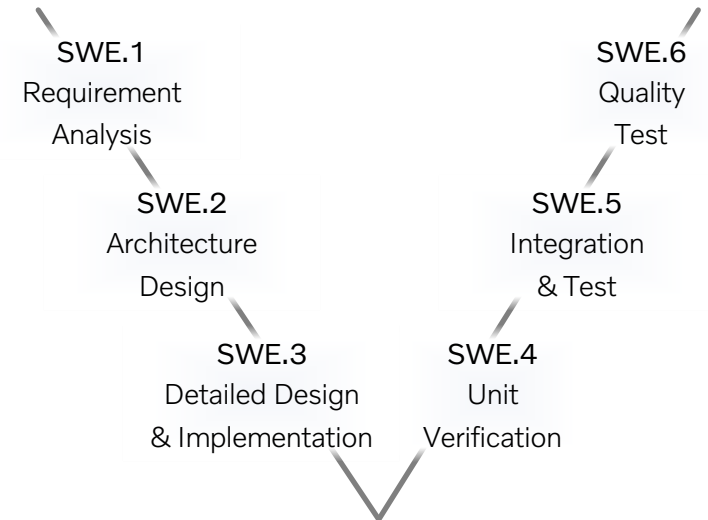 SWE.1
Requirement
Analysis
SWE.2
Architecture
Design
SWE.3
Detailed Design
& Implementation
SWE.4
Unit
Verification
SWE.5
Integration
& Test
SWE.6
Quality
Test